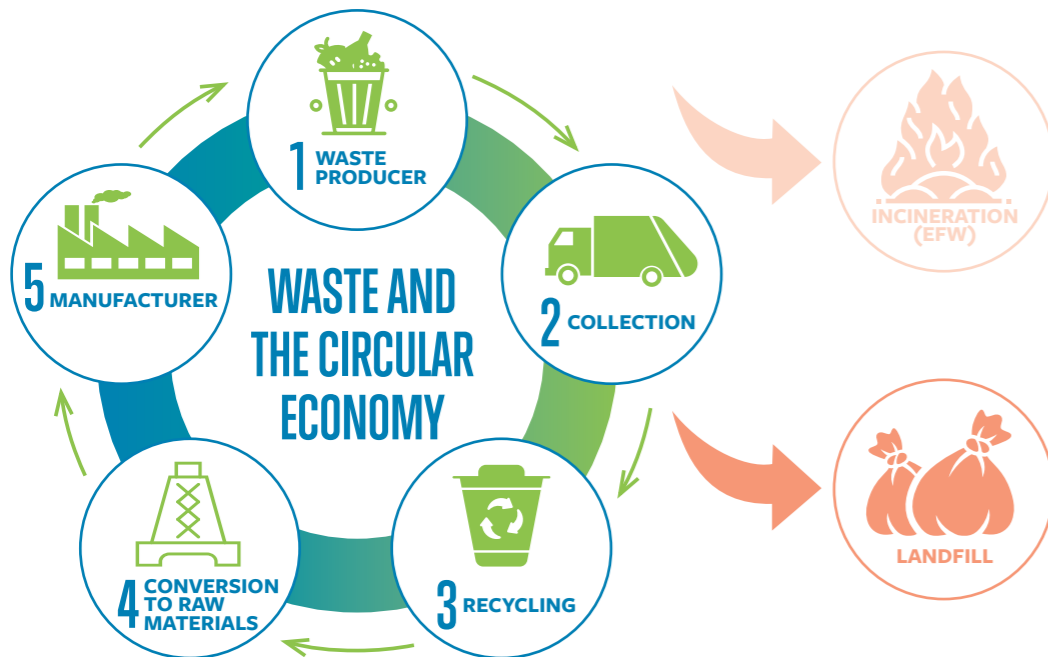 1 WASTE
PRODUCER
INCINERATION
(EFW)
5 MANUFACTURER
WASTE AND
THE CIRCULAR
ECONOMY
2 COLLECTION
4 CONVERSION
TO RAW
MATERIALS
3 RECYCLING
LANDFILL